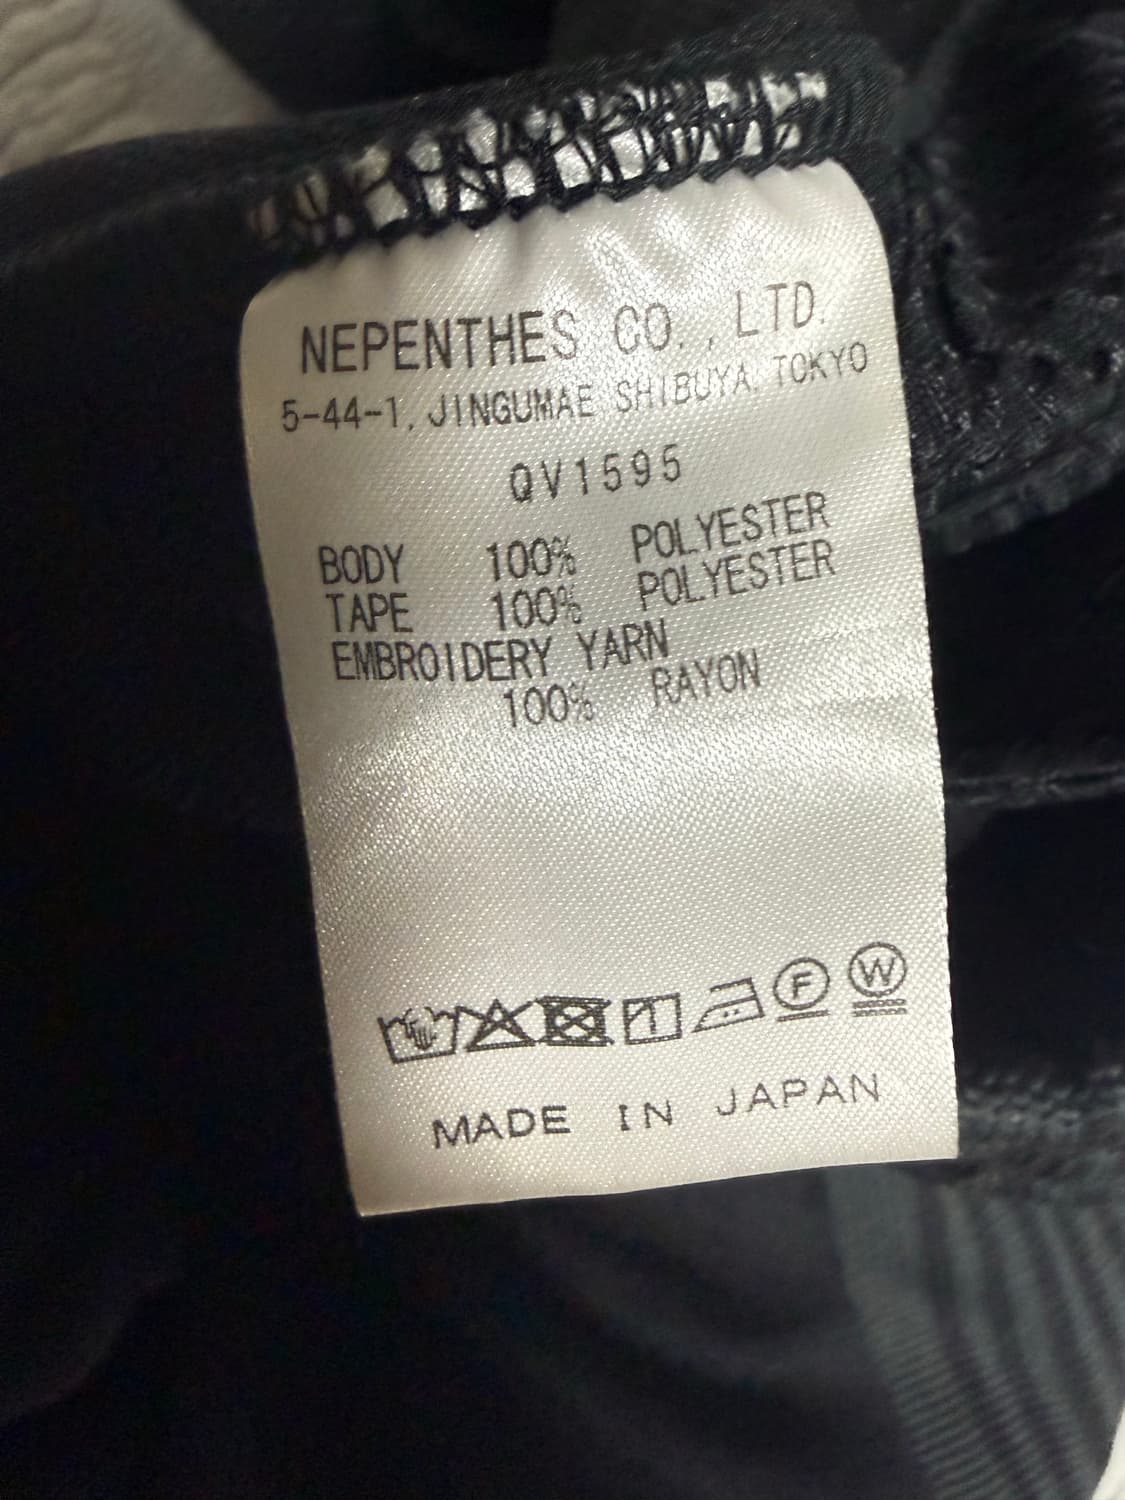 NEPENTHES CO., LTD.
5-44-1, JINGUMAE SHIBUYA, TOKYO
QV1595
BODY 100% POLYESTER
TAPE 100% POLYESTER
EMBROIDERY YARN
100% RAYON
F W
MADE IN JAPAN